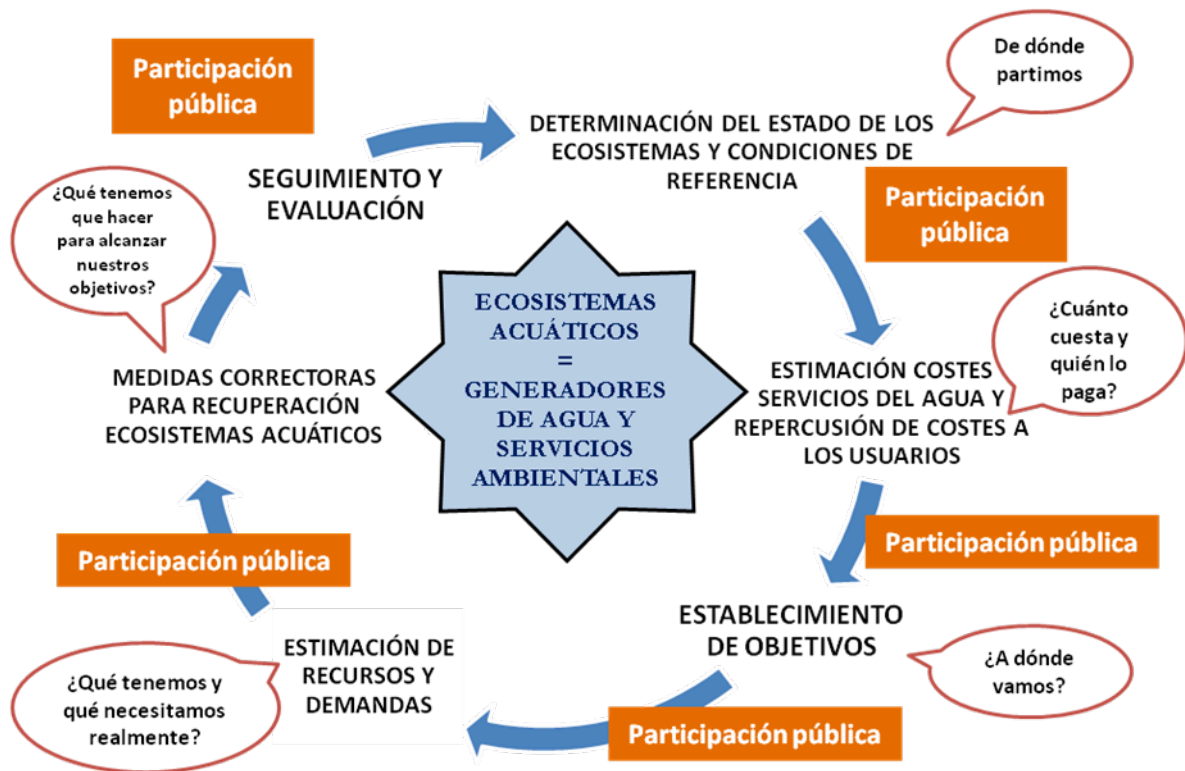 Participación
pública
De dónde
partimos
DETERMINACIÓN DEL ESTADO DE LOS
ECOSISTEMAS Y CONDICIONES DE
REFERENCIA
SEGUIMIENTO Y
EVALUACIÓN
Participación
pública
¿Qué tenemos
que hacer
para alcanzar
nuestros
objetivos?
ECOSISTEMAS
ACUÁTICOS
=
GENERADORES
DE AGUA Y
SERVICIOS
AMBIENTALES
¿Cuánto
cuesta y
quién lo
paga?
ESTIMACIÓN COSTES
SERVICIOS DEL AGUA Y
REPERCUSIÓN DE COSTES A
LOS USUARIOS
MEDIDAS CORRECTORAS
PARA RECUPERACIÓN
ECOSISTEMAS ACUÁTICOS
Participación pública
Participación pública
ESTABLECIMIENTO
DE OBJETIVOS
¿A dónde
vamos?
ESTIMACIÓN DE
RECURSOS Y
DEMANDAS
¿Qué tenemos y
qué necesitamos
realmente?
Participación pública